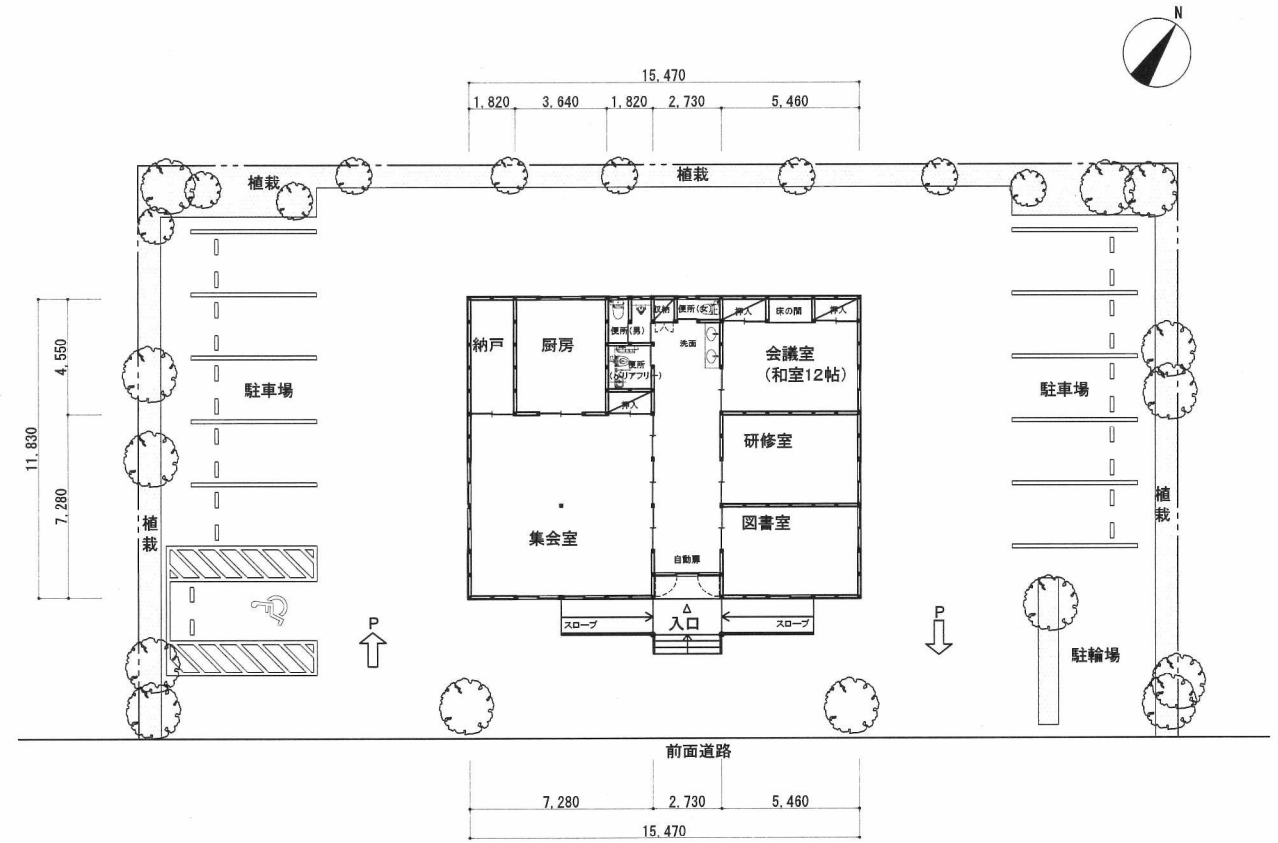 N
15,470
1,820
3,640
1,820
2,730
5,460
植栽
植栽
納戸
厨房
便所(男)
収納
便所(女)
押入
床の間
押入
洗面
便所
(バリアフリー)
押入
会議室
(和室12帖)
駐車場
駐車場
研修室
図書室
集会室
自動扉
植栽
植栽
4,550
11,830
7,280
P
スロープ
入口
スロープ
P
駐輪場
前面道路
7,280
2,730
5,460
15,470